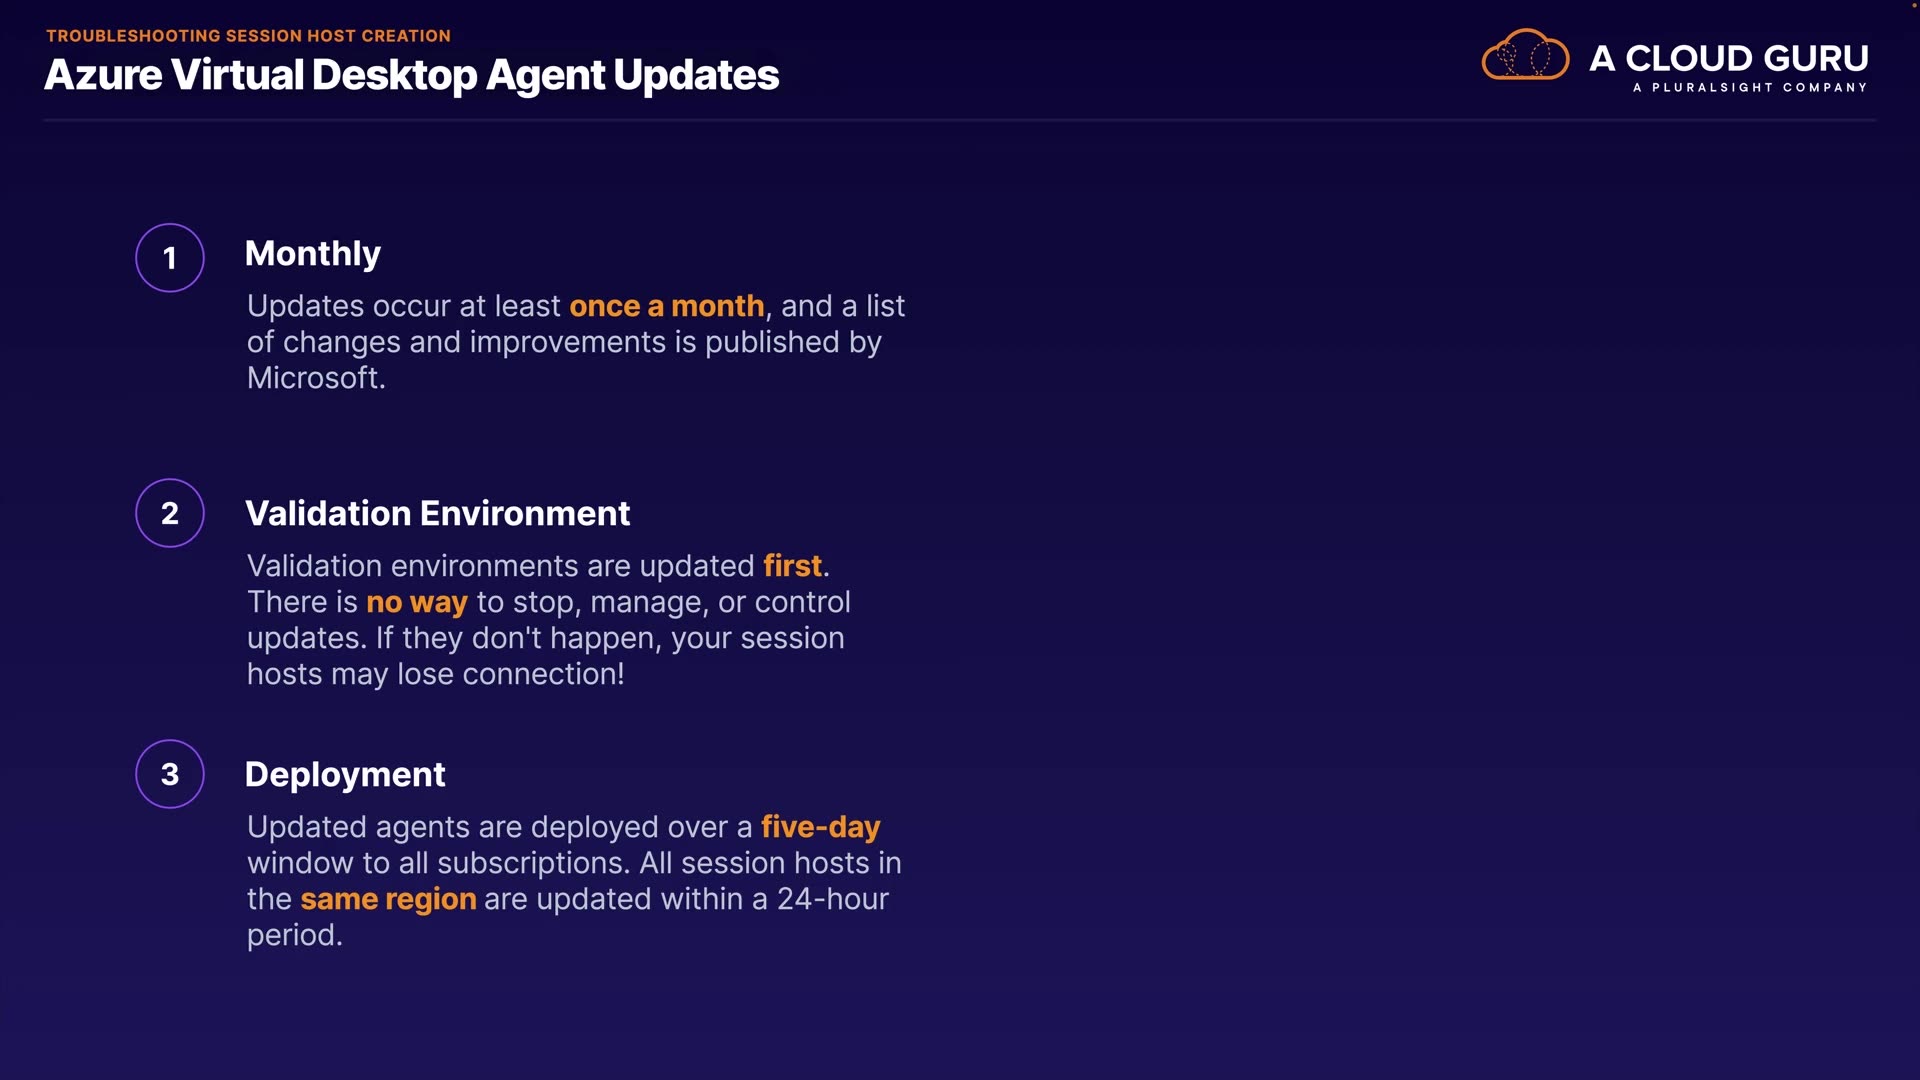 TROUBLESHOOTING SESSION HOST CREATION
Azure Virtual Desktop Agent Updates
A CLOUD GURU
A PLURALSIGHT COMPANY
1
Monthly
Updates occur at least once a month, and a list
of changes and improvements is published by
Microsoft.
2
Validation Environment
Validation environments are updated first.
There is no way to stop, manage, or control
updates. If they don't happen, your session
hosts may lose connection!
3
Deployment
Updated agents are deployed over a five-day
window to all subscriptions. All session hosts in
the same region are updated within a 24-hour
period.